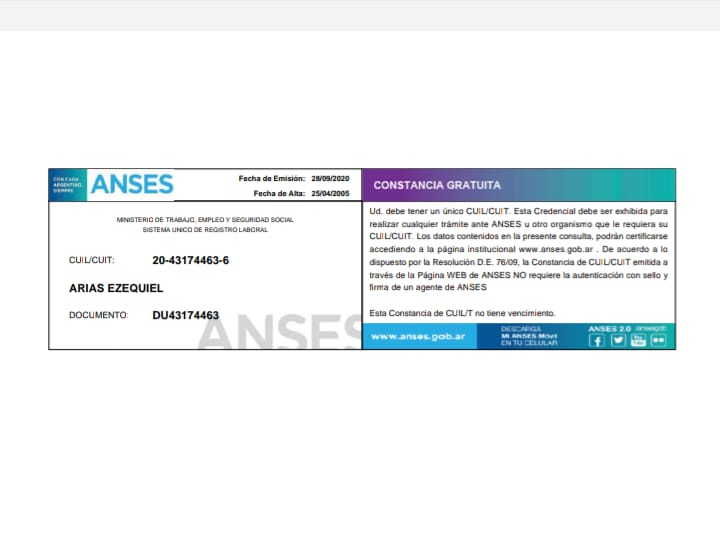 CON CADA
ARGENTINO,
SIEMPRE
ANSES
Fecha de Emisión: 28/09/2020
Fecha de Alta: 25/04/2005
MINISTERIO DE TRABAJO, EMPLEO Y SEGURIDAD SOCIAL
SISTEMA UNICO DE REGISTRO LABORAL
CUIL/CUIT: 20-43174463-6
ARIAS EZEQUIEL
DOCUMENTO: DU43174463
ANSES
CONSTANCIA GRATUITA
Ud. debe tener un único CUIL/CUIT. Esta Credencial debe ser exhibida para
realizar cualquier trámite ante ANSES u otro organismo que le requiera su
CUIL/CUIT. Los datos contenidos en la presente consulta, podrán certificarse
accediendo a la página institucional www.anses.gob.ar . De acuerdo a lo
dispuesto por la Resolución D.E. 76/09, la Constancia de CUIL/CUIT emitida a
través de la Página WEB de ANSES NO requiere la autenticación con sello y
firma de un agente de ANSES
Esta Constancia de CUIL/T no tiene vencimiento.
www.anses.gob.ar
DESCARGA
MI ANSES Móvil
EN TU CELULAR
ANSES 2.0 /ansesgob
You
Tube